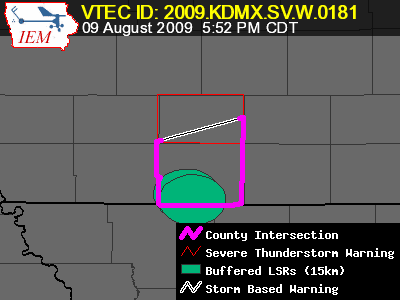 VTEC ID: 2009.KDMX.SV.W.0181
09 August 2009  5:52 PM CDT
IEM
County Intersection
Severe Thunderstorm Warning
Buffered LSRs (15km)
Storm Based Warning